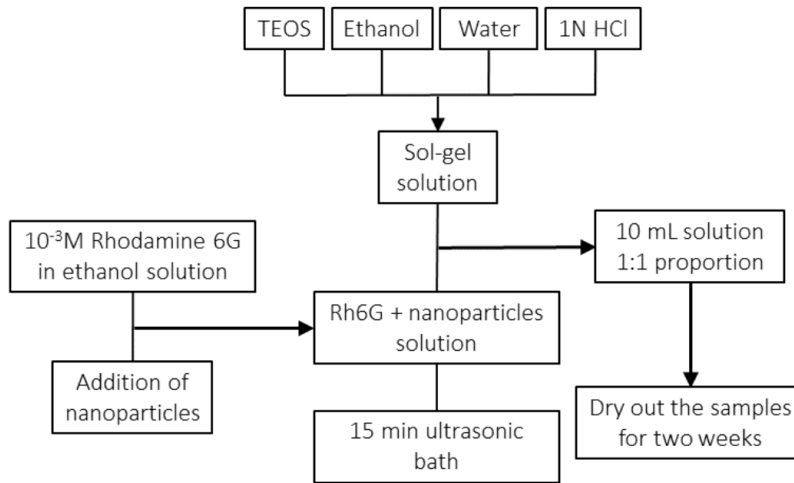 TEOS
Ethanol
Water
1N HCl
Sol-gel
solution
10⁻³M Rhodamine 6G
in ethanol solution
10 mL solution
1:1 proportion
Rh6G + nanoparticles
solution
Addition of
nanoparticles
15 min ultrasonic
bath
Dry out the samples
for two weeks